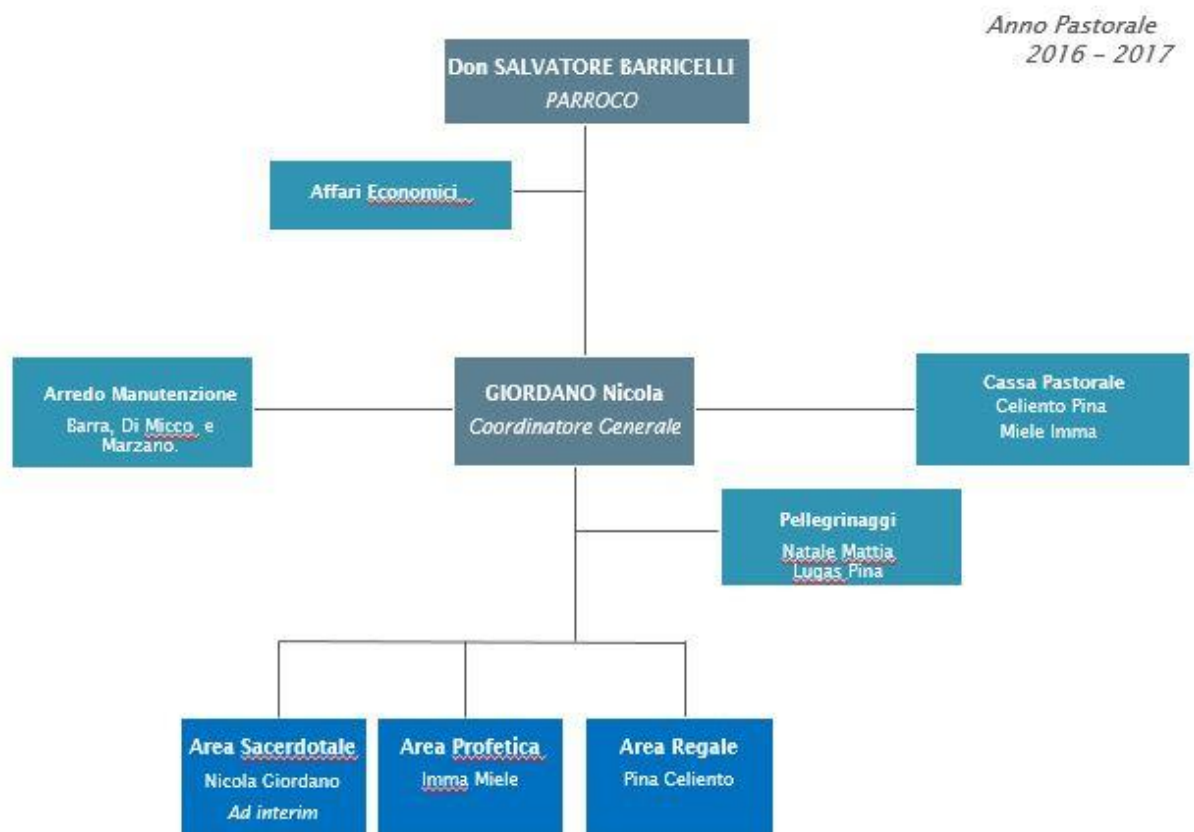 Anno Pastorale
2016 – 2017
Don SALVATORE BARRICELLI
PARROCO
Affari Economici
Arredo Manutenzione
Barra, Di Micco e
Marzano.
GIORDANO Nicola
Coordinatore Generale
Cassa Pastorale
Celiento Pina
Miele Imma
Pellegrinaggi
Natale Mattia
Lugas Pina
Area Sacerdotale
Nicola Giordano
Ad interim
Area Profetica
Imma Miele
Area Regale
Pina Celiento